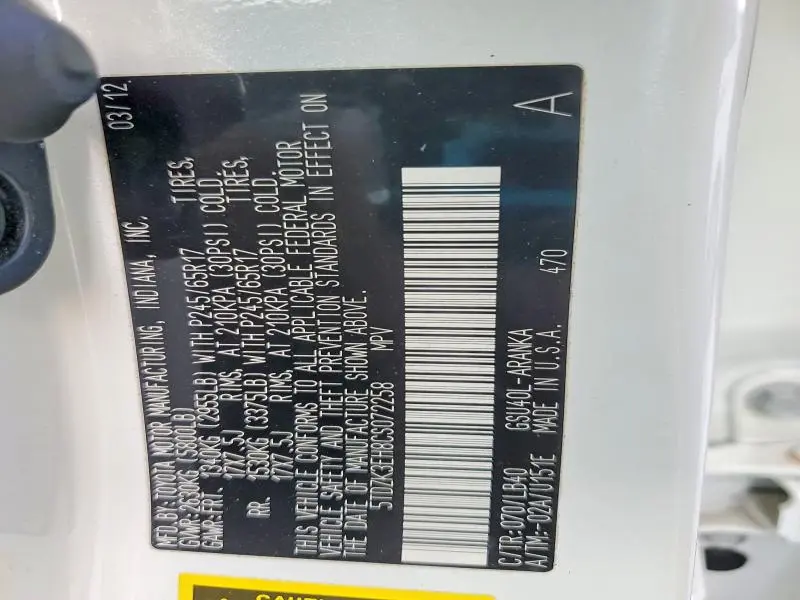 MFD. BY: TOYOTA MOTOR MANUFACTURING, INDIANA, INC. 03/12
GVWR: 2630KG (5800LB)
GAWR: FRT. 1340KG (2955LB) WITH P245/65R17 TIRES,
17X7.5J RIMS, AT 210KPA (30PSI) COLD.
RR. 1530KG (3375LB) WITH P245/65R17 TIRES,
17X7.5J RIMS, AT 210KPA (30PSI) COLD.
THIS VEHICLE CONFORMS TO ALL APPLICABLE FEDERAL MOTOR
VEHICLE SAFETY AND THEFT PREVENTION STANDARDS IN EFFECT ON
THE DATE OF MANUFACTURE SHOWN ABOVE.
5TDZK3EH8CS072258 MPV
A
C/TR: 070/LB40 GSU40L-ARANKA
A/TM: -02A/U151E MADE IN U.S.A. 470